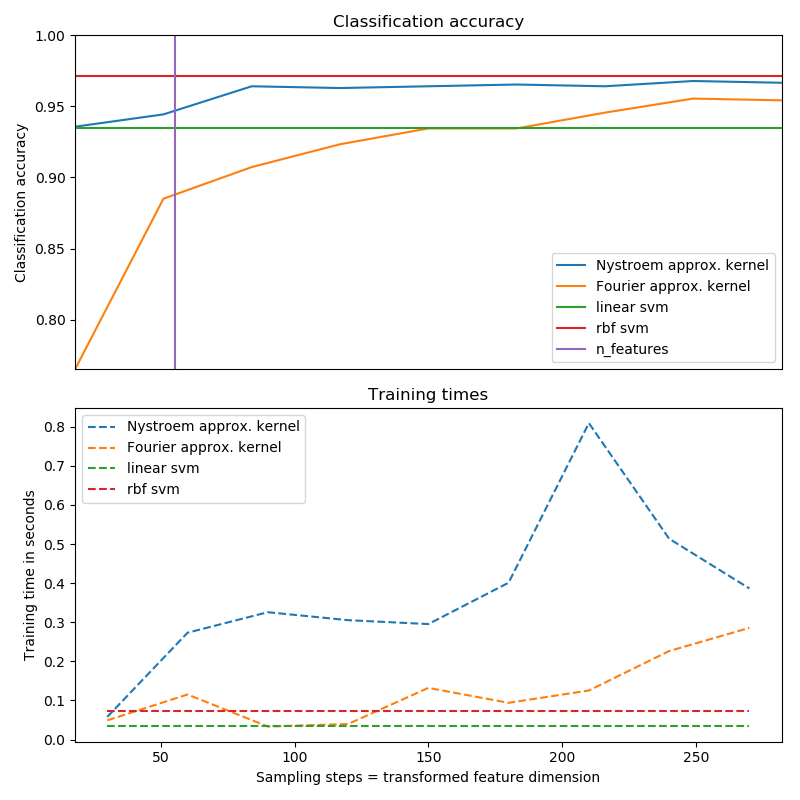 Classification accuracy
Classification accuracy
1.00
0.95
0.90
0.85
0.80
Nystroem approx. kernel
Fourier approx. kernel
linear svm
rbf svm
n_features
Training times
Training time in seconds
0.8
0.7
0.6
0.5
0.4
0.3
0.2
0.1
0.0
Nystroem approx. kernel
Fourier approx. kernel
linear svm
rbf svm
50 100 150 200 250
Sampling steps = transformed feature dimension